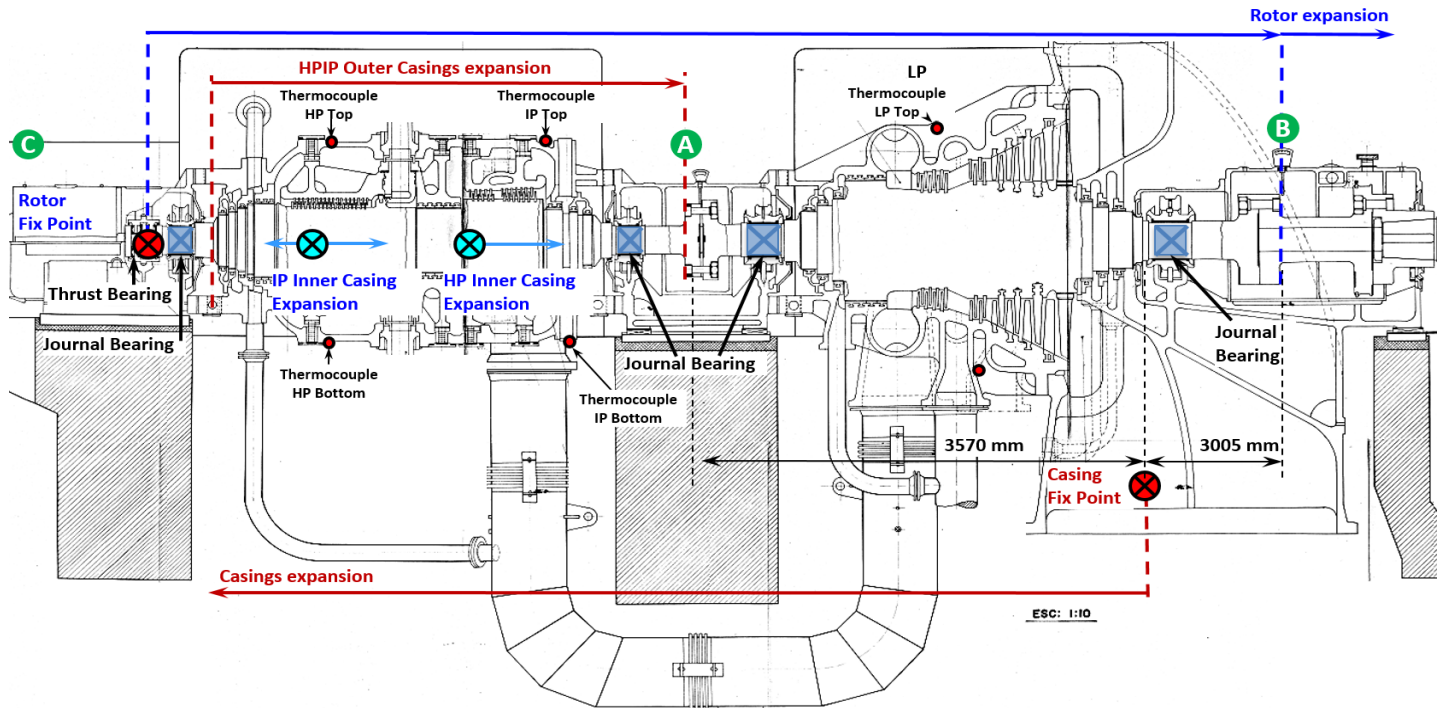 Rotor expansion
HPIP Outer Casings expansion
LP
Thermocouple
LP Top
Thermocouple
HP Top
Thermocouple
IP Top
C
A
B
Rotor
Fix Point
Thrust Bearing
Journal Bearing
IP Inner Casing
Expansion
HP Inner Casing
Expansion
Journal Bearing
Journal
Bearing
Thermocouple
HP Bottom
Thermocouple
IP Bottom
3570 mm
3005 mm
Casing
Fix Point
Casings expansion
ESC: 1:10